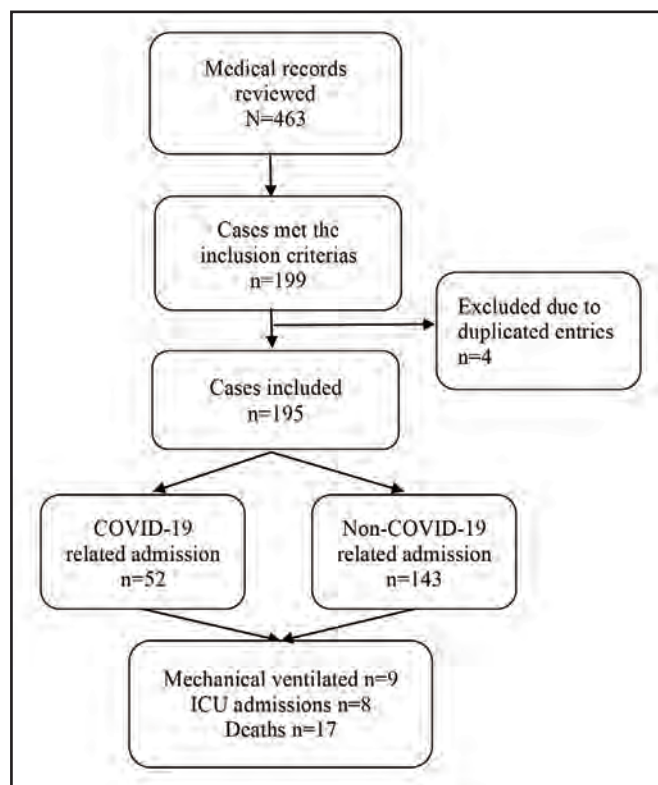 Medical records
reviewed
N=463
Cases met the
inclusion criterias
n=199
Excluded due to
duplicated entries
n=4
Cases included
n=195
COVID-19
related admission
n=52
Non-COVID-19
related admission
n=143
Mechanical ventilated n=9
ICU admissions n=8
Deaths n=17